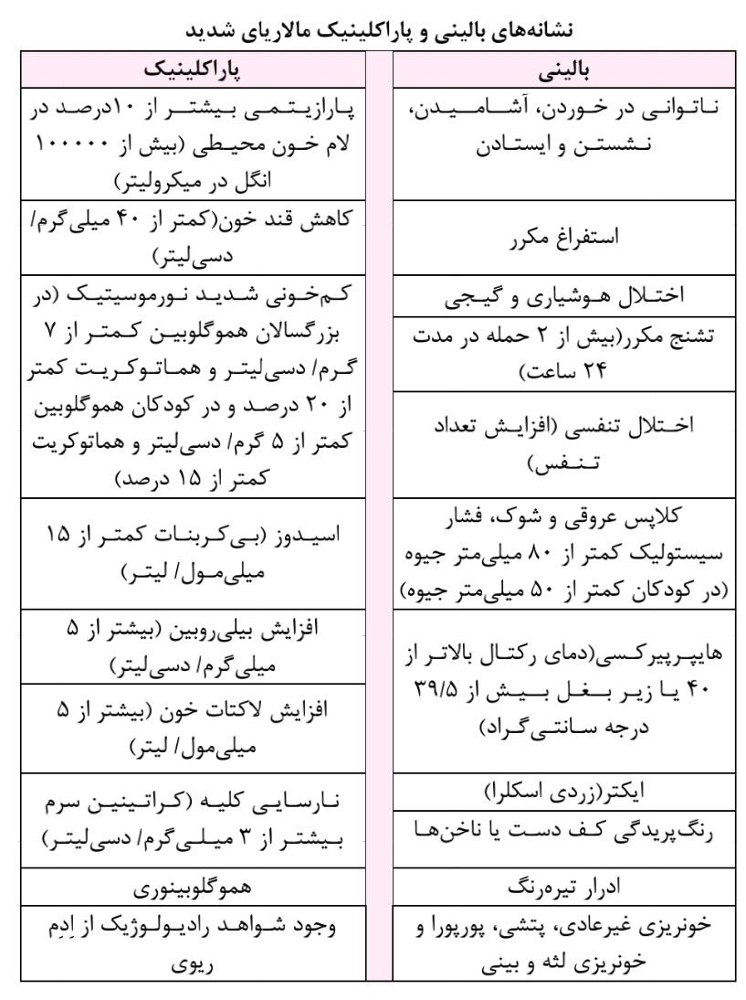 نشانه‌های بالینی و پاراکلینیک مالاریای شدید
بالینی
ناتوانی در خوردن، آشامیدن،
نشستن و ایستادن
استفراغ مکرر
اختلال هوشیاری و گیجی
تشنج مکرر(بیش از ۲ حمله در مدت
۲۴ ساعت)
اختلال تنفسی (افزایش تعداد
تنفس)
کلاپس عروقی و شوک، فشار
سیستولیک کمتر از ۸۰ میلی‌متر جیوه
(در کودکان کمتر از ۵۰ میلی‌متر جیوه)
هایپرپیرکسی(دمای رکتال بالاتر از
۴۰ یا زیر بغل بیش از ۳۹/۵
درجه سانتی‌گراد)
ایکتر(زردی اسکلرا)
رنگ‌پریدگی کف دست یا ناخن‌ها
ادرار تیره‌رنگ
خونریزی غیرعادی، پتشی، پورپورا و
خونریزی لثه و بینی
پاراکلینیک
پارازیتمی بیشتر از ۱۰درصد در
لام خون محیطی (بیش از ۱۰۰۰۰۰
انگل در میکرولیتر)
کاهش قند خون(کمتر از ۴۰ میلی‌گرم/
دسی‌لیتر)
کم‌خونی شدید نورموسیتیک (در
بزرگسالان هموگلوبین کمتر از ۷
گرم/ دسی‌لیتر و هماتوکریت کمتر
از ۲۰ درصد و در کودکان هموگلوبین
کمتر از ۵ گرم/ دسی‌لیتر و هماتوکریت
کمتر از ۱۵ درصد)
اسیدوز (بی‌کربنات کمتر از ۱۵
میلی‌مول/ لیتر)
افزایش بیلی‌روبین (بیشتر از ۵
میلی‌گرم/ دسی‌لیتر)
افزایش لاکتات خون (بیشتر از ۵
میلی‌مول/ لیتر)
نارسایی کلیه (کراتینین سرم
بیشتر از ۳ میلی‌گرم/ دسی‌لیتر)
هموگلوبینوری
وجود شواهد رادیولوژیک از اِدِم
ریوی